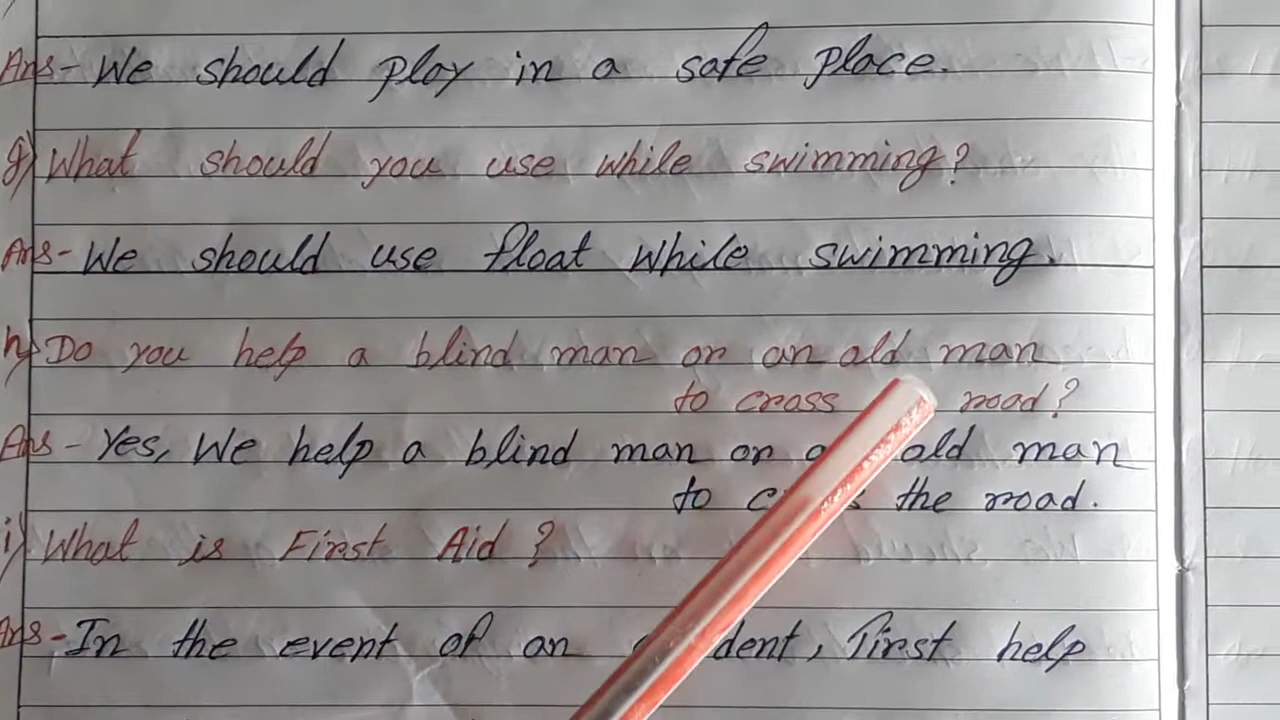 Ans- We should play in a safe place.
g) What should you use while swimming?
Ans- We should use float while swimming.
h) Do you help a blind man or an old man
to cross road?
Ans- Yes, We help a blind man or old man
to the road.
i) What is First Aid?
Ans- In the event of an first help